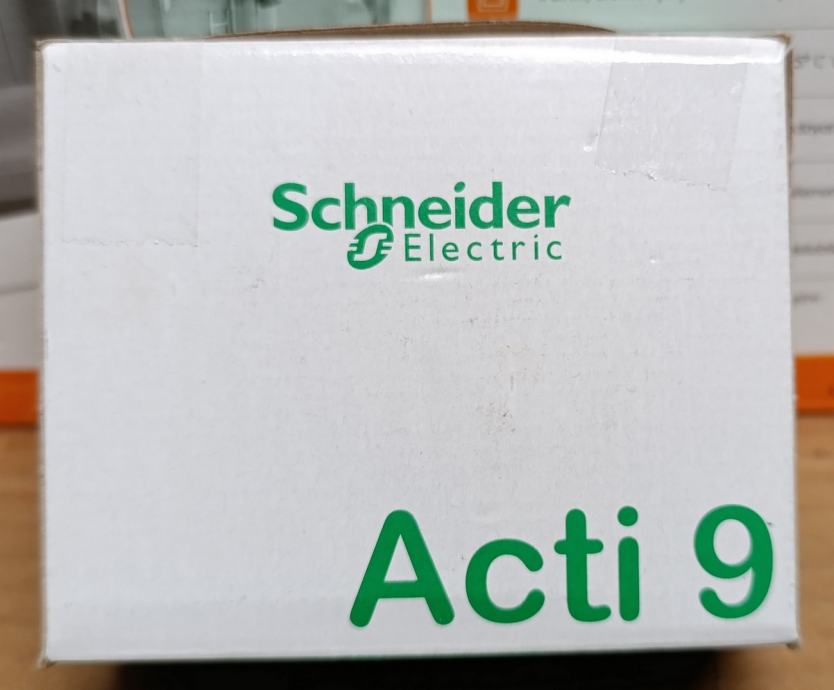 Schneider
Electric
Acti 9